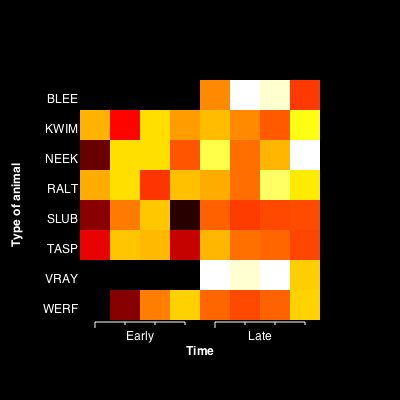 BLEE
KWIM
NEEK
RALT
SLUB
TASP
VRAY
WERF
Type of animal
Early Late
Time